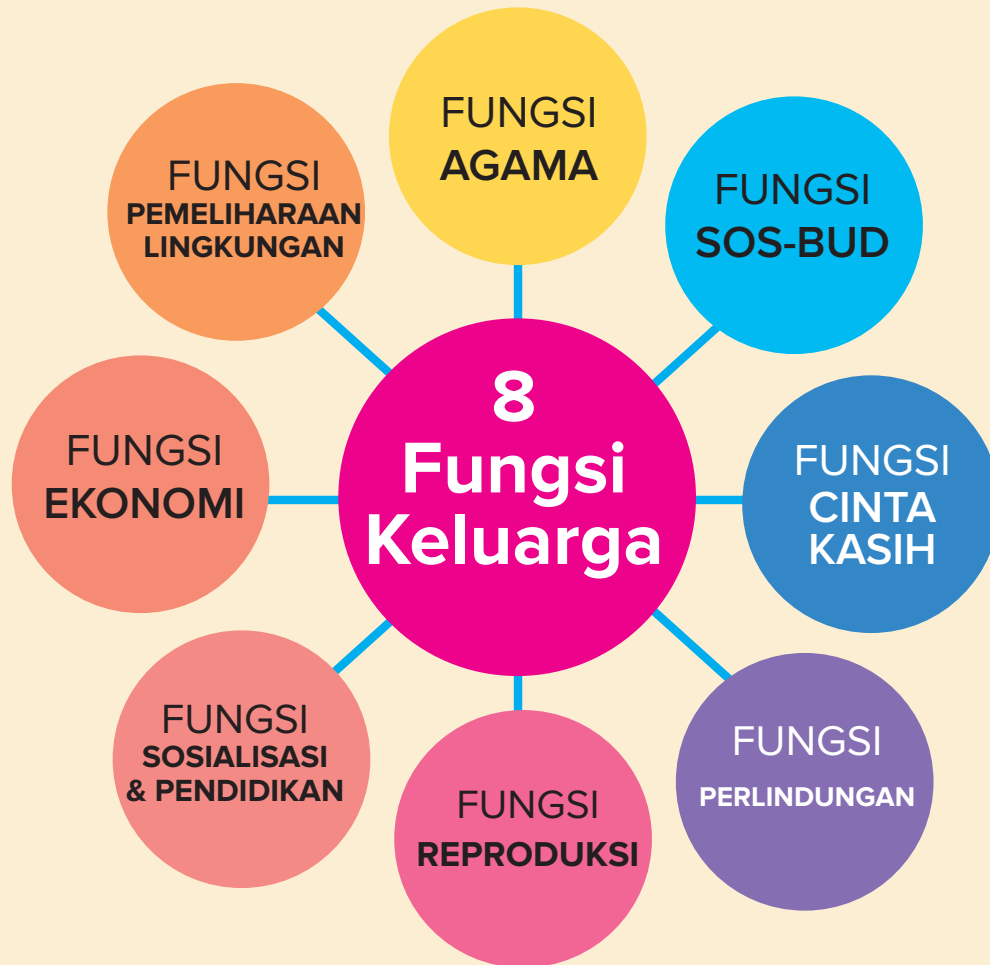 8
Fungsi
Keluarga
FUNGSI
AGAMA
FUNGSI
SOS-BUD
FUNGSI
CINTA
KASIH
FUNGSI
PERLINDUNGAN
FUNGSI
REPRODUKSI
FUNGSI
SOSIALISASI
& PENDIDIKAN
FUNGSI
EKONOMI
FUNGSI
PEMELIHARAAN
LINGKUNGAN